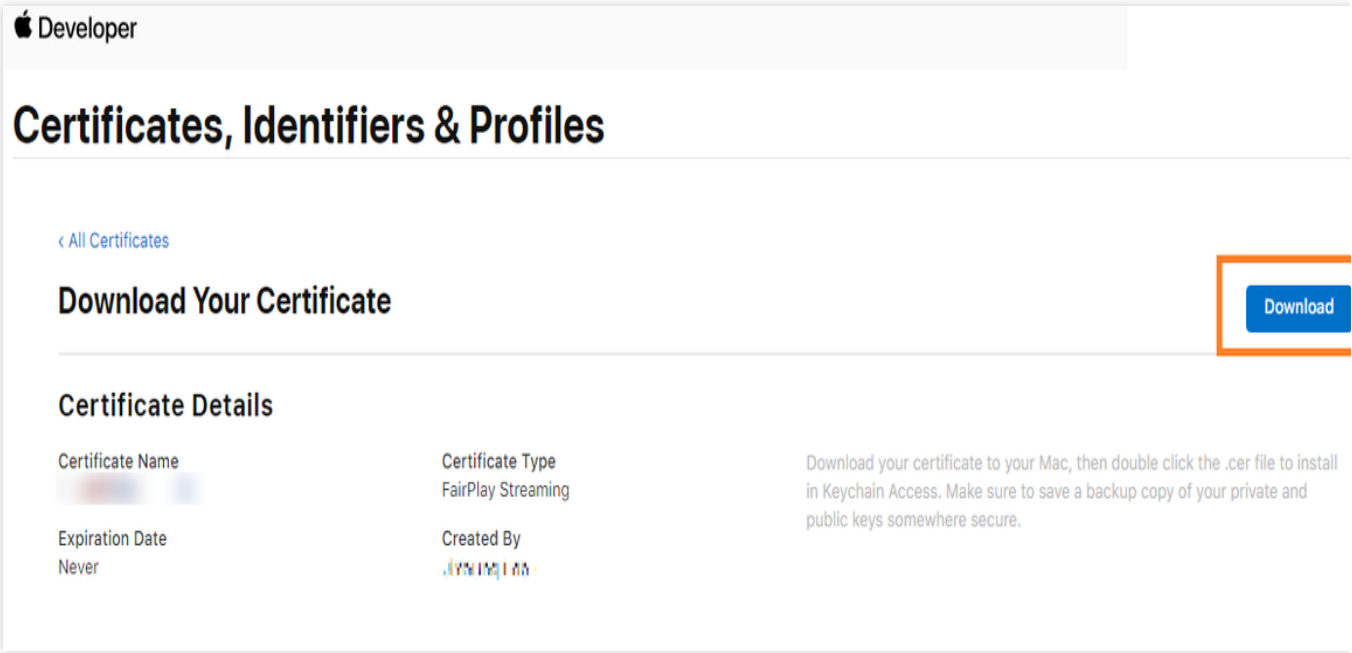 Developer
Certificates, Identifiers & Profiles
‹ All Certificates
Download Your Certificate
Download
Certificate Details
Certificate Name
Certificate Type
FairPlay Streaming
Download your certificate to your Mac, then double click the .cer file to install
in Keychain Access. Make sure to save a backup copy of your private and
public keys somewhere secure.
Expiration Date
Never
Created By